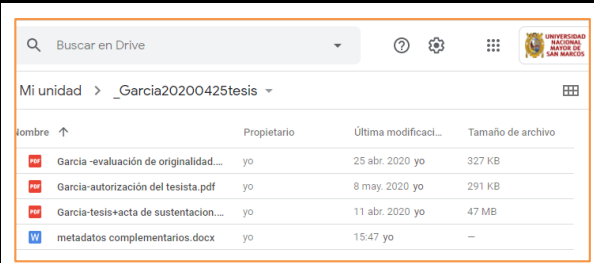 Buscar en Drive
UNIVERSIDAD
NACIONAL
MAYOR DE
SAN MARCOS
Mi unidad > _Garcia20200425tesis
Nombre ↑ Propietario Última modificaci... Tamaño de archivo
PDF Garcia -evaluación de originalidad.... yo 25 abr. 2020 yo 327 KB
PDF Garcia-autorización del tesista.pdf yo 8 may. 2020 yo 291 KB
PDF Garcia-tesis+acta de sustentacion.... yo 11 abr. 2020 yo 47 MB
W metadatos complementarios.docx yo 15:47 yo —